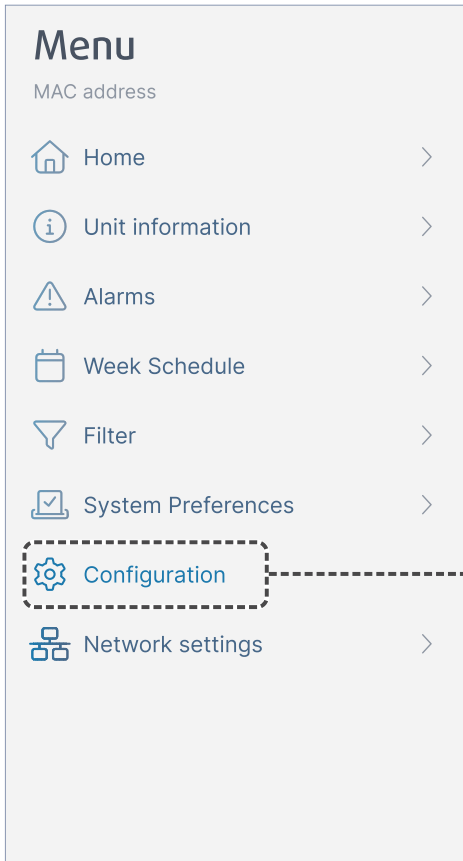 Menu
MAC address
Home
Unit information
Alarms
Week Schedule
Filter
System Preferences
Configuration
Network settings